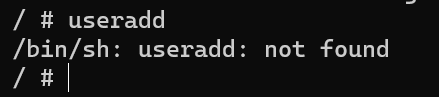 / # useradd
/bin/sh: useradd: not found
/ #